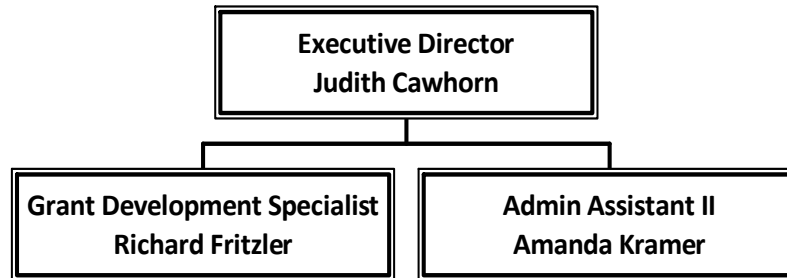 Executive Director
Judith Cawhorn
Grant Development Specialist
Richard Fritzler
Admin Assistant II
Amanda Kramer